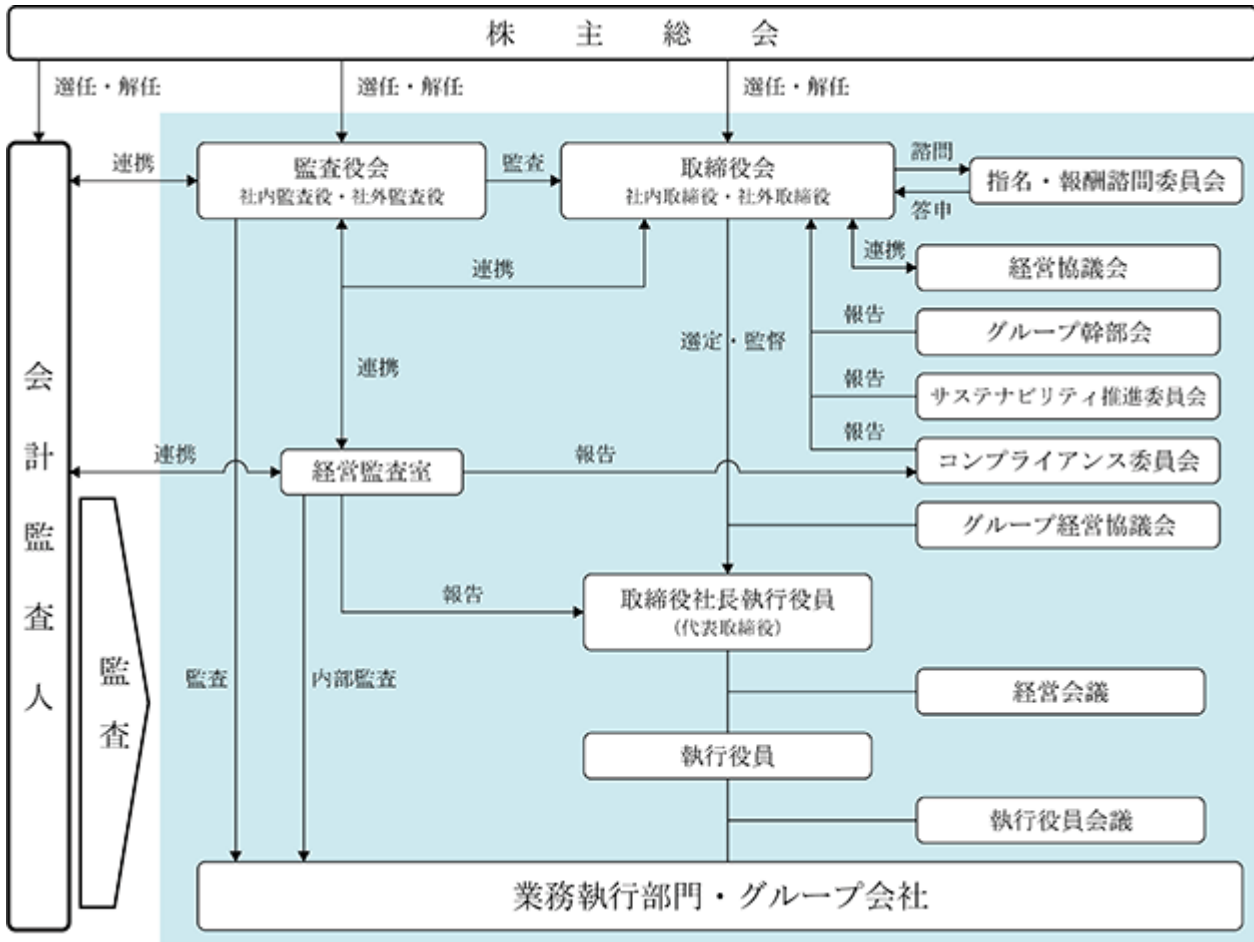 株主総会
選任・解任
選任・解任
選任・解任
会計監査人
連携
監査役会
社内監査役・社外監査役
監査
取締役会
社内取締役・社外取締役
諮問
答申
指名・報酬諮問委員会
連携
経営協議会
連携
報告
グループ幹部会
選定・監督
連携
報告
サステナビリティ推進委員会
報告
コンプライアンス委員会
連携
経営監査室
報告
グループ経営協議会
報告
取締役社長執行役員
(代表取締役)
監査
監査
内部監査
経営会議
執行役員
執行役員会議
業務執行部門・グループ会社